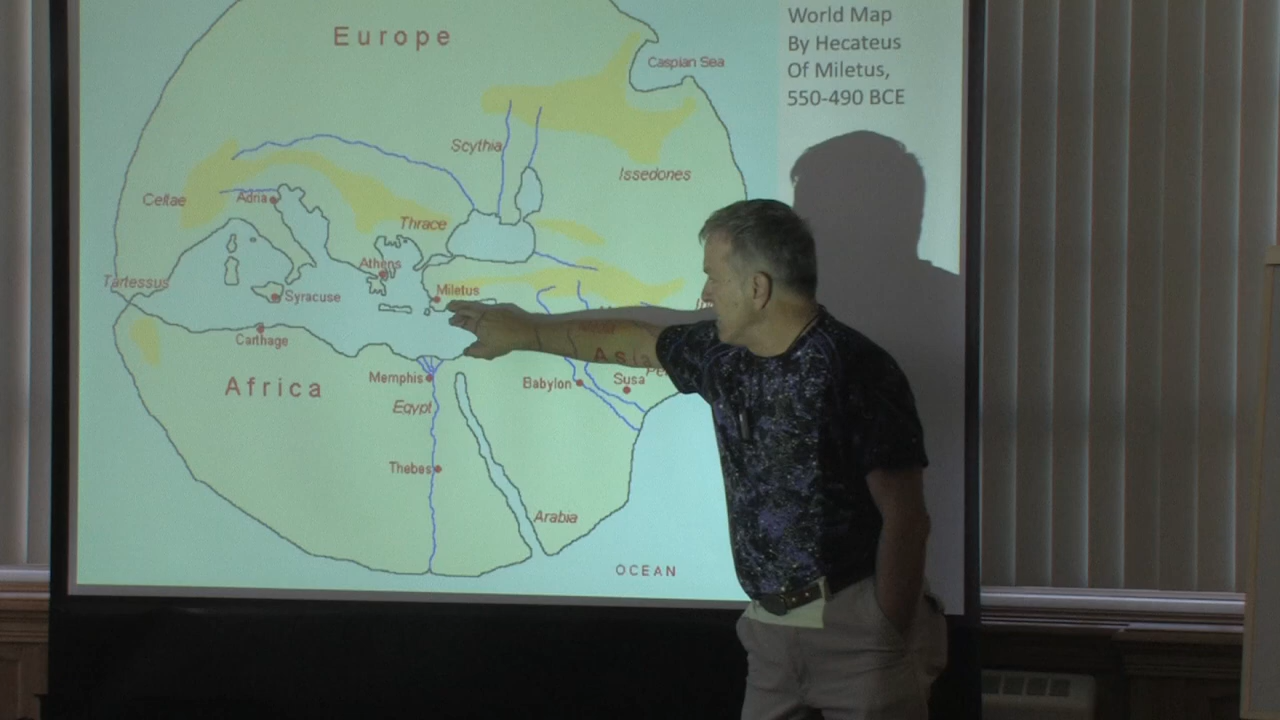 World Map
By Hecateus
Of Miletus,
550-490 BCE
Europe
Caspian Sea
Scythia
Issedones
Celtae
Adria
Thrace
Athens
Tartessus
Miletus
Syracuse
Carthage
Asia
Africa
Memphis
Babylon
Susa
Egypt
Thebes
Arabia
OCEAN